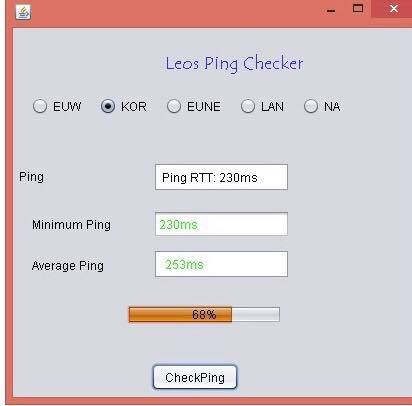 Leos Ping Checker
EUW KOR EUNE LAN NA
Ping Ping RTT: 230ms
Minimum Ping 230ms
Average Ping 253ms
68%
CheckPing